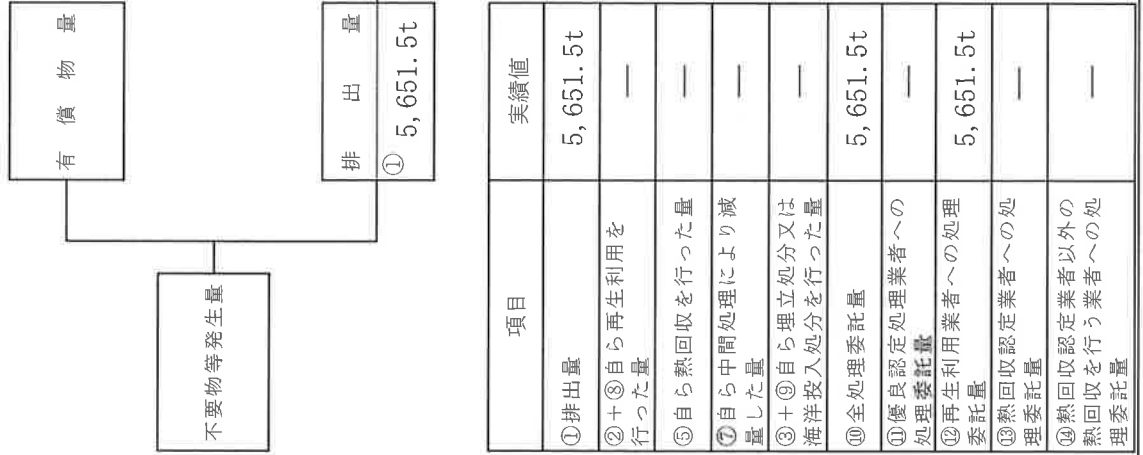 有償物量
不要物等発生量
排出量
① 5,651.5t
項目 実績値
①排出量 5,651.5t
②+⑧自ら再生利用を
行った量 —
⑤自ら熱回収を行った量 —
⑦自ら中間処理により減
量した量 —
③+⑨自ら埋立処分又は
海洋投入処分を行った量 —
⑩全処理委託量 5,651.5t
⑪優良認定処理業者への
処理委託量 —
⑫再生利用業者への処理
委託量 5,651.5t
⑬熱回収認定業者への処
理委託量 —
⑭熱回収認定業者以外の
熱回収を行う業者への処
理委託量 —